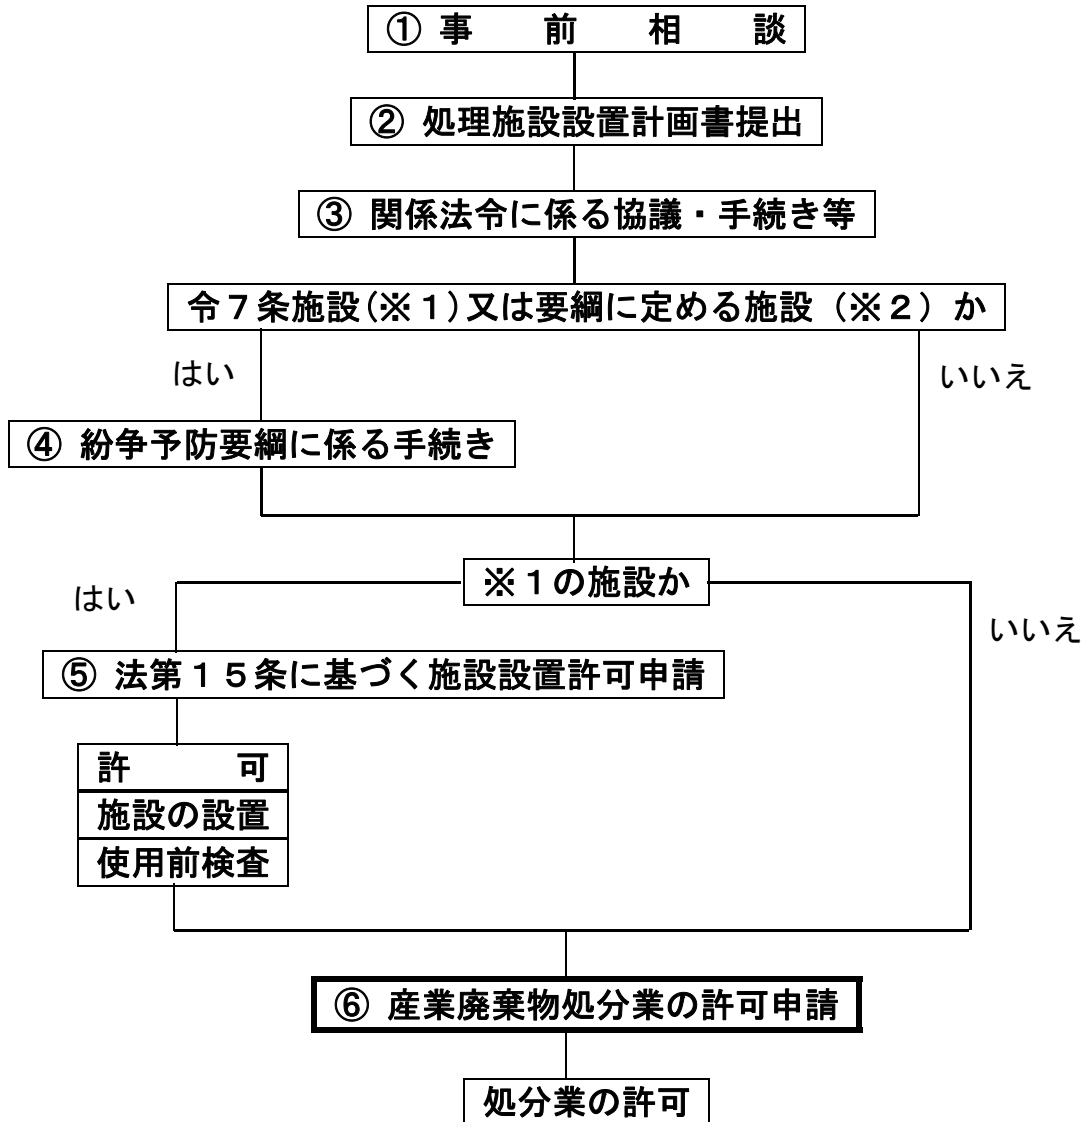 ① 事前相談
② 処理施設設置計画書提出
③ 関係法令に係る協議・手続き等
令７条施設(※１)又は要綱に定める施設（※２）か
はい
いいえ
④ 紛争予防要綱に係る手続き
※１の施設か
はい
いいえ
⑤ 法第１５条に基づく施設設置許可申請
許可
施設の設置
使用前検査
⑥ 産業廃棄物処分業の許可申請
処分業の許可